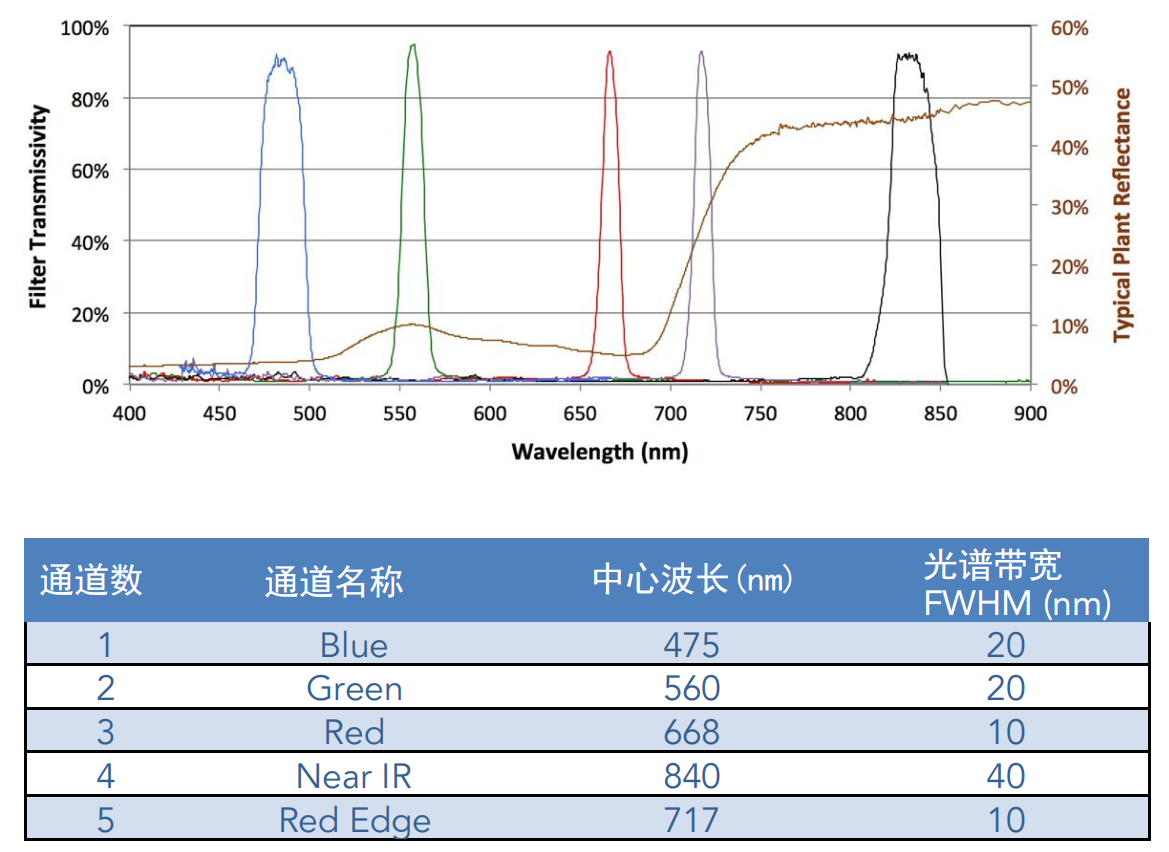 100%
80%
60%
40%
20%
0%
Filter Transmissivity
60%
50%
40%
30%
20%
10%
0%
Typical Plant Reflectance
400 450 500 550 600 650 700 750 800 850 900
Wavelength (nm)
通道数 通道名称 中心波长(nm) 光谱带宽
FWHM (nm)
1 Blue 475 20
2 Green 560 20
3 Red 668 10
4 Near IR 840 40
5 Red Edge 717 10